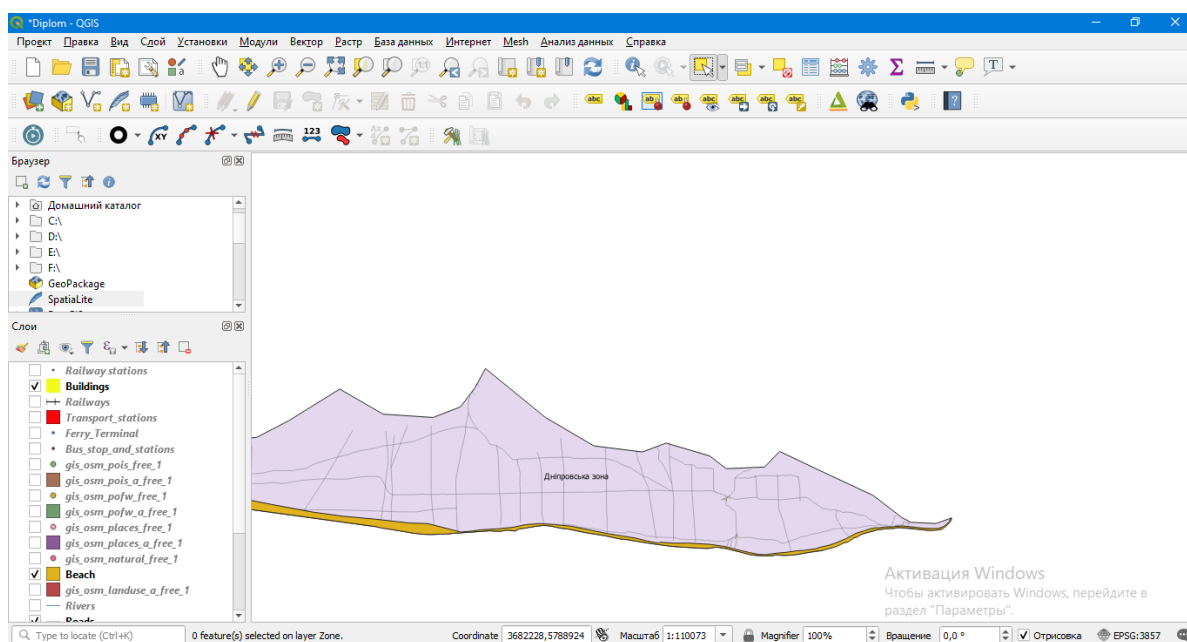 *Diplom - QGIS
Проект Правка Вид Слой Установки Модули Вектор Растр База данных Интернет Mesh Анализ данных Справка
Браузер
Домашний каталог
C:\
D:\
E:\
F:\
GeoPackage
SpatiaLite
Слои
Railway stations
Buildings
Railways
Transport_stations
Ferry_Terminal
Bus_stop_and_stations
gis_osm_pois_free_1
gis_osm_pois_a_free_1
gis_osm_pofw_free_1
gis_osm_pofw_a_free_1
gis_osm_places_free_1
gis_osm_places_a_free_1
gis_osm_natural_free_1
Beach
gis_osm_landuse_a_free_1
Rivers
Roads
Дніпровська зона
Активация Windows
Чтобы активировать Windows, перейдите в
раздел "Параметры".
Type to locate (Ctrl+K) 0 feature(s) selected on layer Zone. Coordinate 3682228,5788924 Масштаб 1:110073 Magnifier 100% Вращение 0,0 ° Отрисовка EPSG:3857